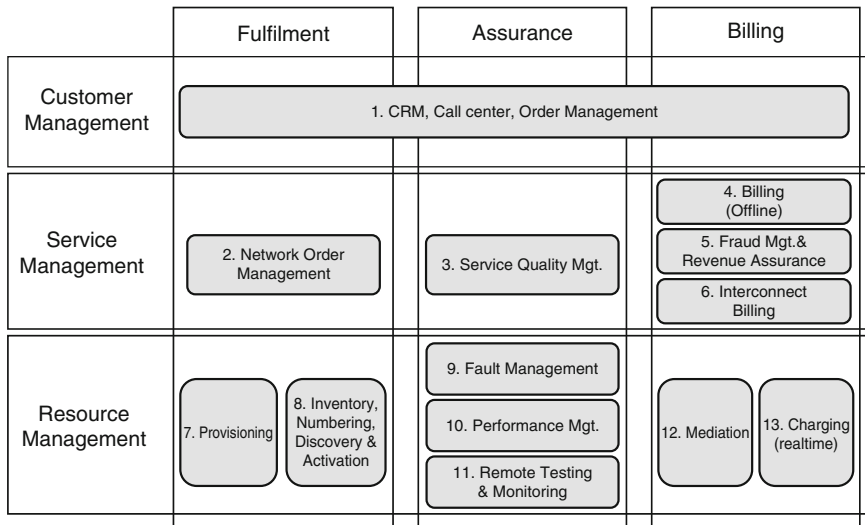 Fulfilment
Assurance
Billing
Customer
Management
1. CRM, Call center, Order Management
Service
Management
2. Network Order
Management
3. Service Quality Mgt.
4. Billing
(Offline)
5. Fraud Mgt.&
Revenue Assurance
6. Interconnect
Billing
Resource
Management
7. Provisioning
8. Inventory,
Numbering,
Discovery &
Activation
9. Fault Management
10. Performance Mgt.
11. Remote Testing
& Monitoring
12. Mediation
13. Charging
(realtime)